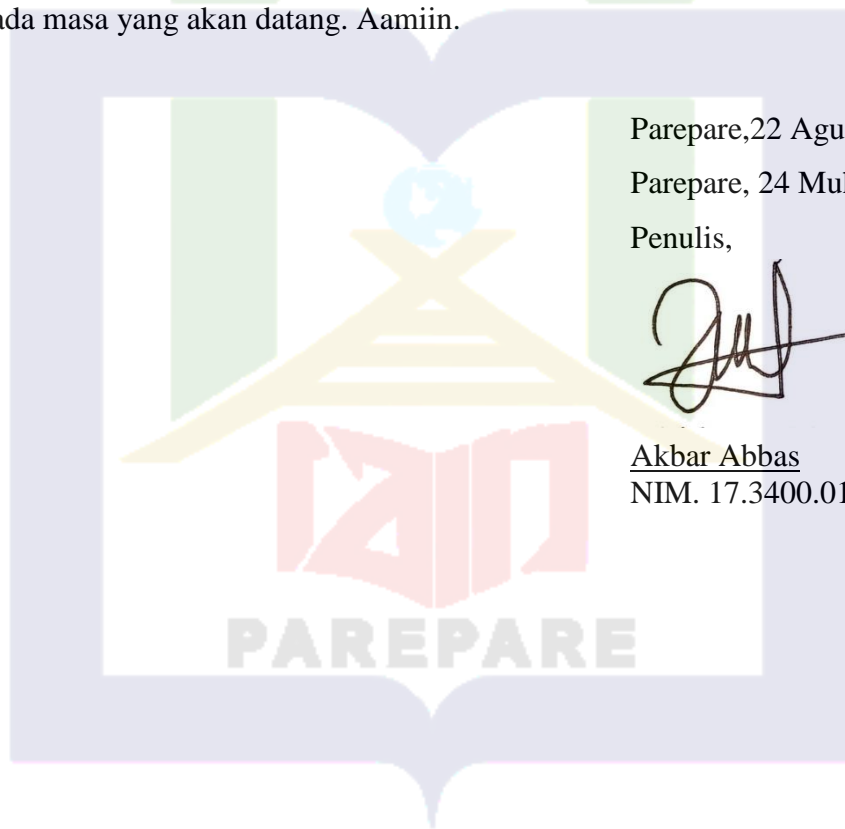 ada masa yang akan datang. Aamiin.
Parepare,22 Agu
Parepare, 24 Mu
Penulis,
Akbar Abbas
NIM. 17.3400.01
IAIN
PAREPARE